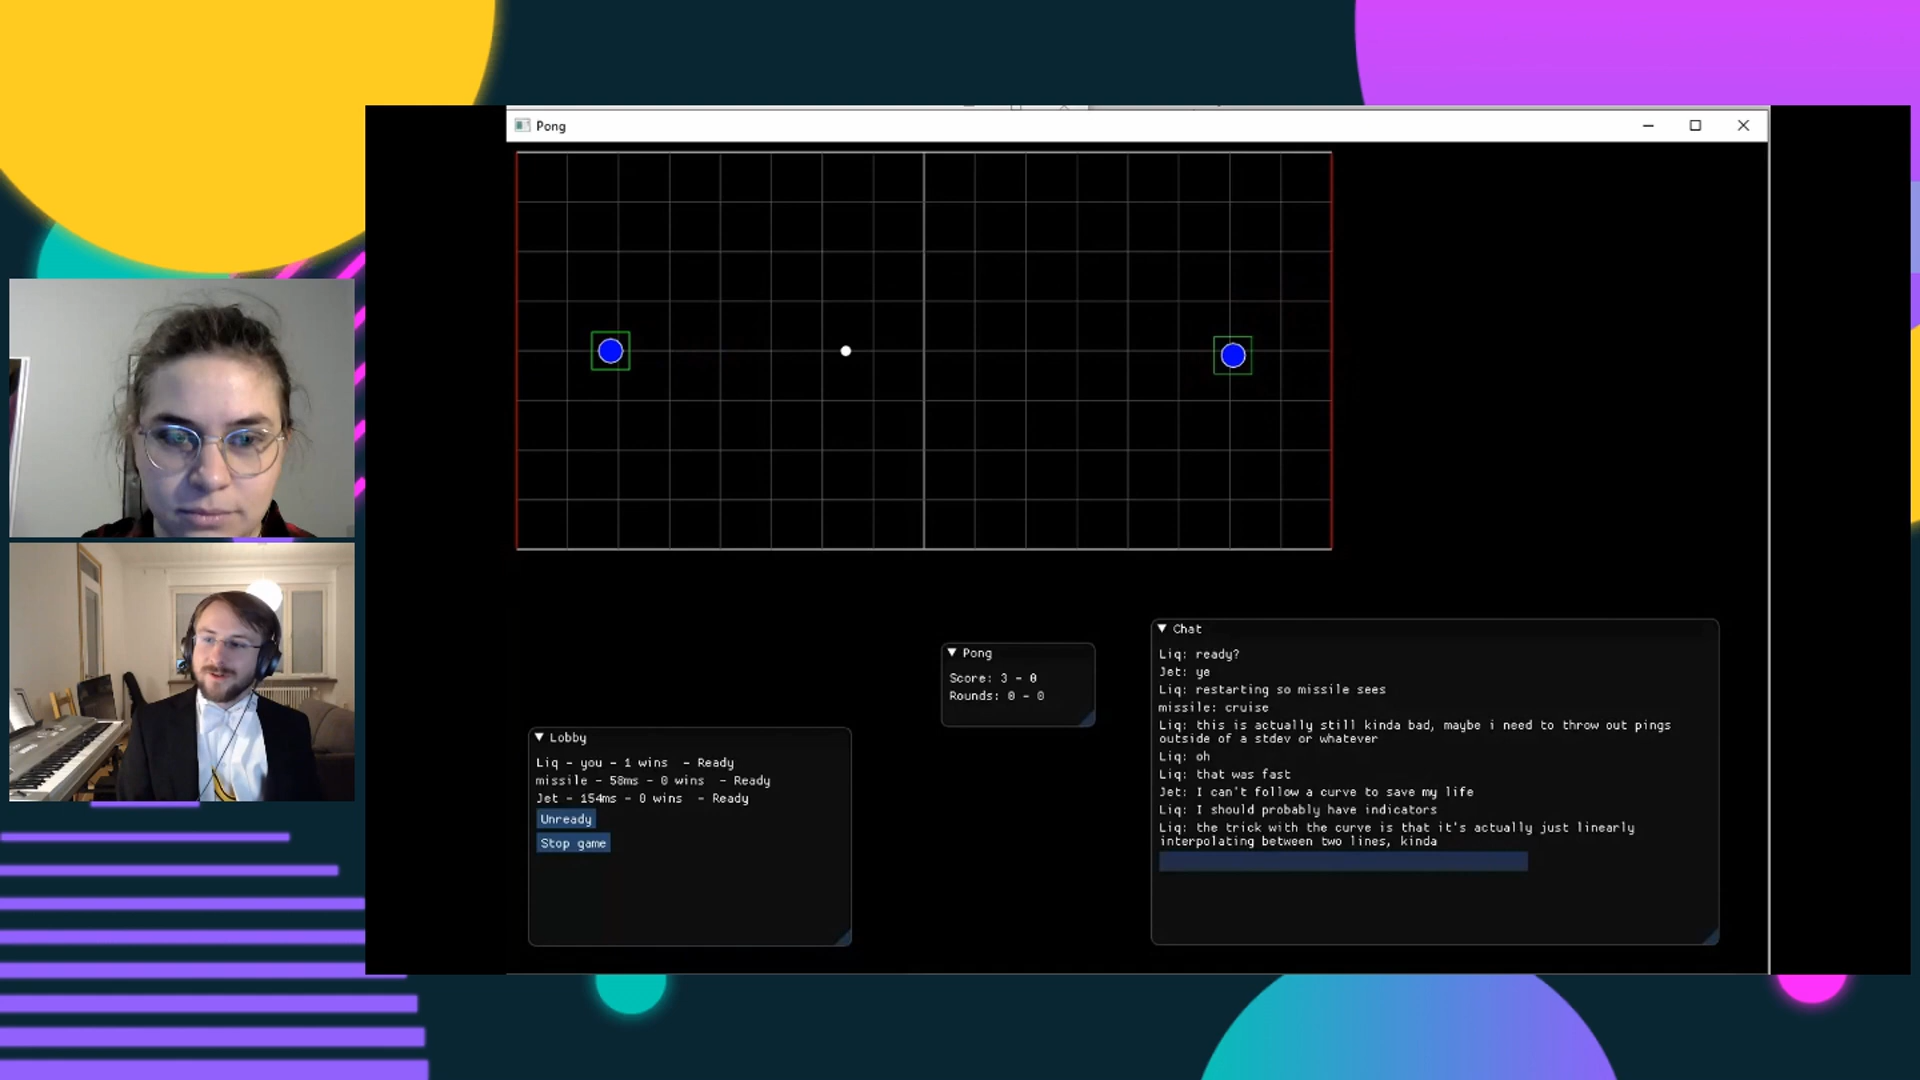 Pong
Pong
Score: 3 - 0
Rounds: 0 - 0
Lobby
Liq - you - 1 wins - Ready
missile - 58ms - 0 wins - Ready
Jet - 154ms - 0 wins - Ready
Unready
Stop game
Chat
Liq: ready?
Jet: ye
Liq: restarting so missile sees
missile: cruise
Liq: this is actually still kinda bad, maybe i need to throw out pings
outside of a stdev or whatever
Liq: oh
Liq: that was fast
Jet: I can't follow a curve to save my life
Liq: I should probably have indicators
Liq: the trick with the curve is that it's actually just linearly
interpolating between two lines, kinda